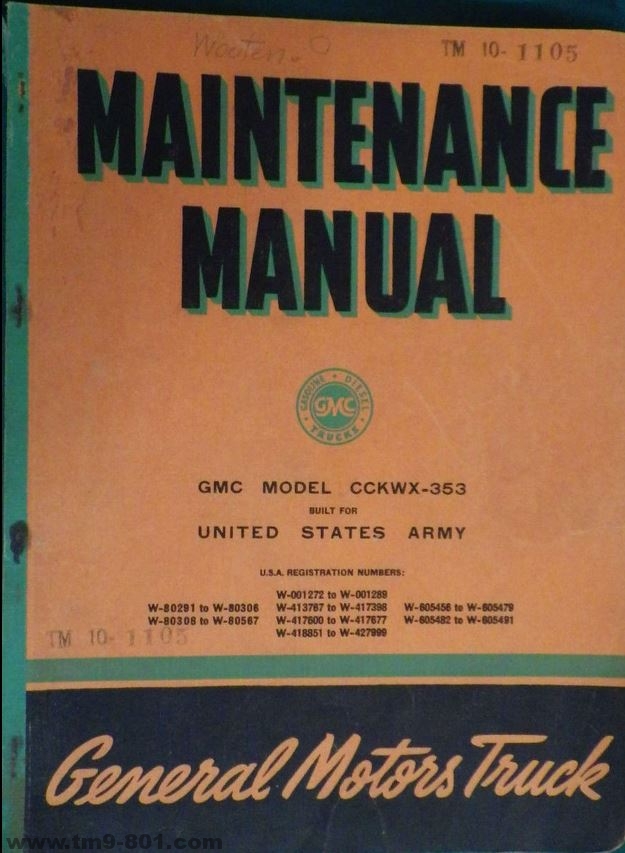 TM 10-1105
MAINTENANCE
MANUAL
GASOLINE • DIESEL
GMC
• TRUCKS •
GMC MODEL CCKWX-353
BUILT FOR
UNITED STATES ARMY
U.S.A. REGISTRATION NUMBERS:
W-001272 to W-001289
W-80291 to W-80306 W-413767 to W-417398 W-605456 to W-605479
W-80308 to W-80567 W-417600 to W-417677 W-605482 to W-605491
W-418851 to W-427999
TM 10-1105
General Motors Truck
www.tm9-801.com